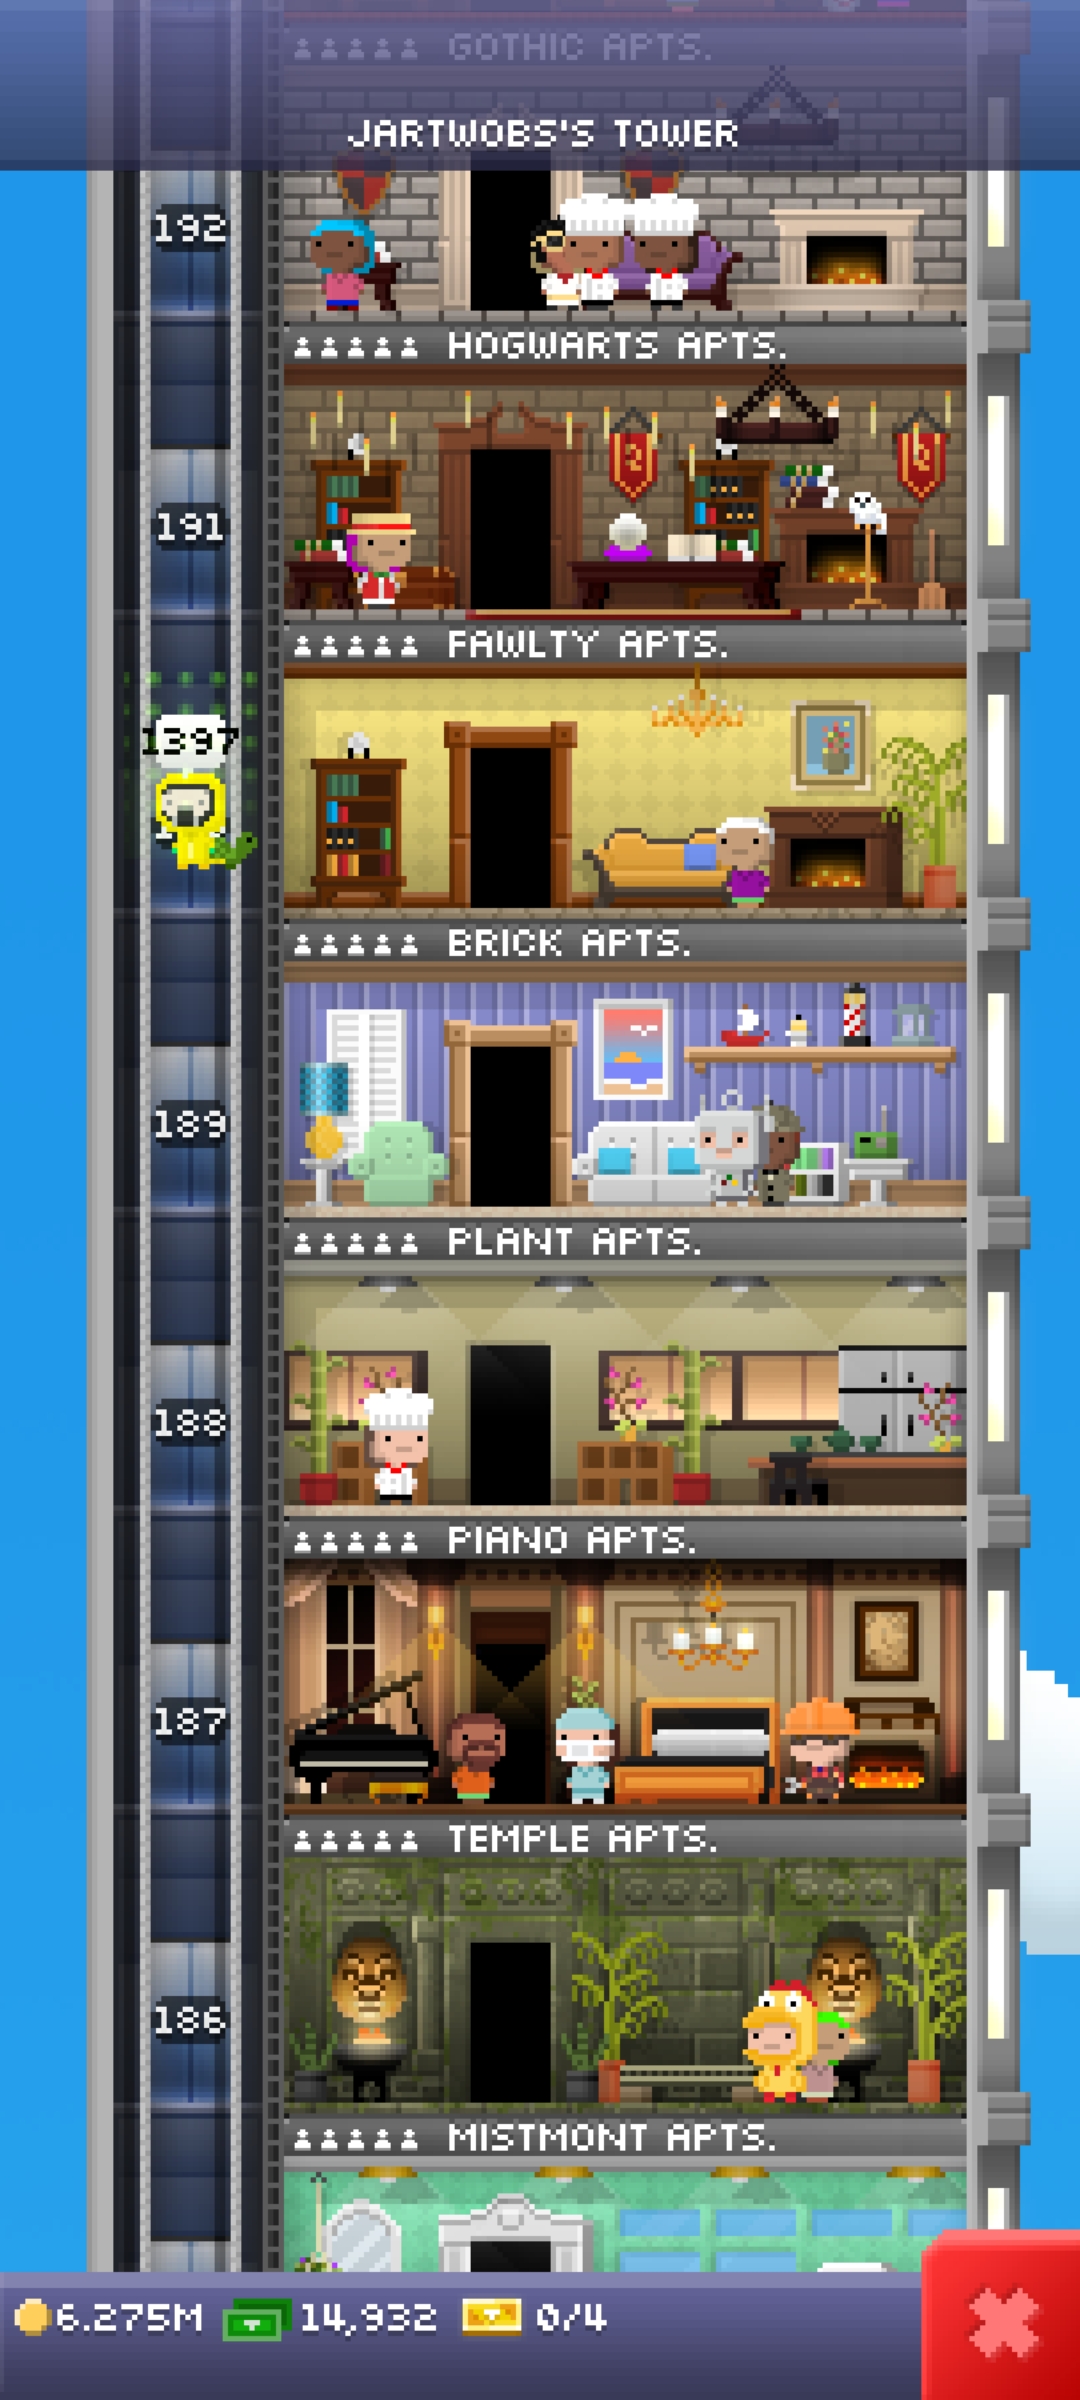 GOTHIC APTS.
JARTWOBS'S TOWER
192
HOGWARTS APTS.
191
FAWLTY APTS.
1397
BRICK APTS.
189
PLANT APTS.
188
PIANO APTS.
187
TEMPLE APTS.
186
MISTMONT APTS.
6.275M 14,932 0/4